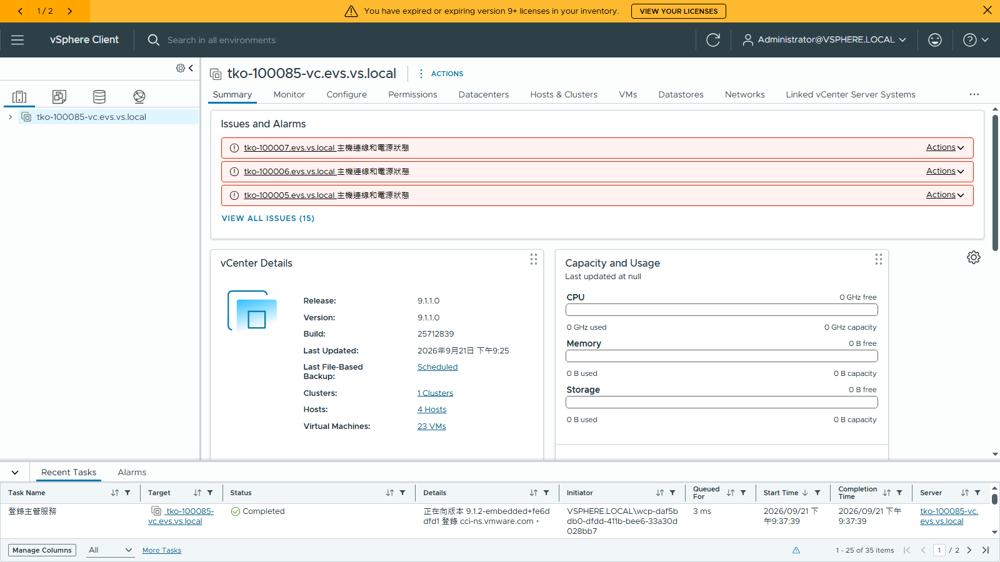 1 / 2
You have expired or expiring version 9+ licenses in your inventory.
VIEW YOUR LICENSES
vSphere Client
Search in all environments
Administrator@VSPHERE.LOCAL
tko-100085-vc.evs.vs.local
ACTIONS
Summary
Monitor
Configure
Permissions
Datacenters
Hosts & Clusters
VMs
Datastores
Networks
Linked vCenter Server Systems
tko-100085-vc.evs.vs.local
Issues and Alarms
tko-100007.evs.vs.local 主機連線和電源狀態
Actions
tko-100006.evs.vs.local 主機連線和電源狀態
Actions
tko-100005.evs.vs.local 主機連線和電源狀態
Actions
VIEW ALL ISSUES (15)
vCenter Details
Release: 9.1.1.0
Version: 9.1.1.0
Build: 25712839
Last Updated: 2026年9月21日 下午9:25
Last File-Based
Backup:
Scheduled
Clusters: 1 Clusters
Hosts: 4 Hosts
Virtual Machines: 23 VMs
Capacity and Usage
Last updated at null
CPU 0 GHz free
0 GHz used 0 GHz capacity
Memory 0 B free
0 B used 0 B capacity
Storage 0 B free
0 B used 0 B capacity
Recent Tasks
Alarms
Task Name
Target
Status
Details
Initiator
Queued
For
Start Time
Completion
Time
Server
登錄主管服務
tko-100085-
vc.evs.vs.local
Completed
正在向版本 9.1.2-embedded+fe6d
dfd1 登錄 cci-ns.vmware.com。
VSPHERE.LOCAL\wcp-daf5b
db0-dfdd-411b-bee6-33a30d
028bb7
3 ms
2026/09/21 下
午9:37:39
2026/09/21 下午
9:37:39
tko-100085-vc.
evs.vs.local
Manage Columns
All
More Tasks
1 - 25 of 35 items
1 / 2